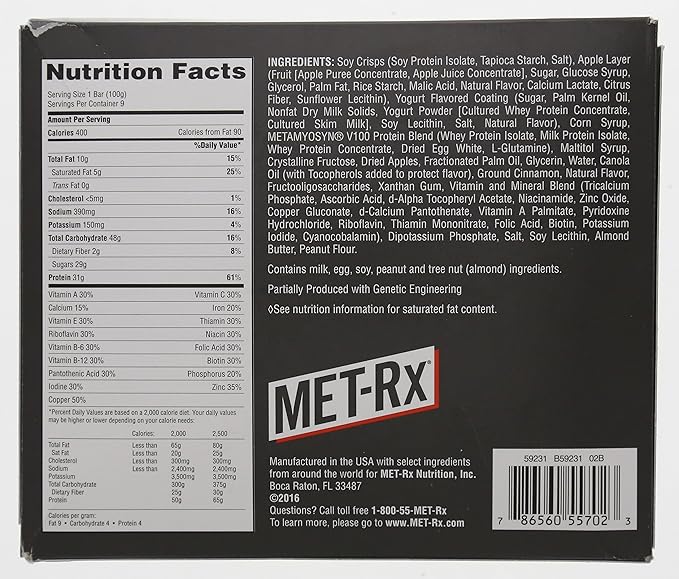 Nutrition Facts
Serving Size 1 Bar (100g)
Servings Per Container 9
Amount Per Serving
Calories 400 Calories from Fat 90
%Daily Value*
Total Fat 10g 15%
Saturated Fat 5g 25%
Trans Fat 0g
Cholesterol <5mg 1%
Sodium 390mg 16%
Potassium 150mg 4%
Total Carbohydrate 48g 16%
Dietary Fiber 2g 8%
Sugars 29g
Protein 31g 61%
Vitamin A 30% Vitamin C 30%
Calcium 15% Iron 20%
Vitamin E 30% Thiamin 30%
Riboflavin 30% Niacin 30%
Vitamin B-6 30% Folic Acid 30%
Vitamin B-12 30% Biotin 30%
Pantothenic Acid 30% Phosphorus 20%
Iodine 30% Zinc 35%
Copper 50%
*Percent Daily Values are based on a 2,000 calorie diet. Your daily values
may be higher or lower depending on your calorie needs:
Calories: 2,000 2,500
Total Fat Less than 65g 80g
Sat Fat Less than 20g 25g
Cholesterol Less than 300mg 300mg
Sodium Less than 2,400mg 2,400mg
Potassium 3,500mg 3,500mg
Total Carbohydrate 300g 375g
Dietary Fiber 25g 30g
Protein 50g 65g
Calories per gram:
Fat 9 • Carbohydrate 4 • Protein 4
INGREDIENTS: Soy Crisps (Soy Protein Isolate, Tapioca Starch, Salt), Apple Layer
(Fruit [Apple Puree Concentrate, Apple Juice Concentrate], Sugar, Glucose Syrup,
Glycerol, Palm Fat, Rice Starch, Malic Acid, Natural Flavor, Calcium Lactate, Citrus
Fiber, Sunflower Lecithin), Yogurt Flavored Coating (Sugar, Palm Kernel Oil,
Nonfat Dry Milk Solids, Yogurt Powder [Cultured Whey Protein Concentrate,
Cultured Skim Milk], Soy Lecithin, Salt, Natural Flavor), Corn Syrup,
METAMYOSYN® V100 Protein Blend (Whey Protein Isolate, Milk Protein Isolate,
Whey Protein Concentrate, Dried Egg White, L-Glutamine), Maltitol Syrup,
Crystalline Fructose, Dried Apples, Fractionated Palm Oil, Glycerin, Water, Canola
Oil (with Tocopherols added to protect flavor), Ground Cinnamon, Natural Flavor,
Fructooligosaccharides, Xanthan Gum, Vitamin and Mineral Blend (Tricalcium
Phosphate, Ascorbic Acid, d-Alpha Tocopheryl Acetate, Niacinamide, Zinc Oxide,
Copper Gluconate, d-Calcium Pantothenate, Vitamin A Palmitate, Pyridoxine
Hydrochloride, Riboflavin, Thiamin Mononitrate, Folic Acid, Biotin, Potassium
Iodide, Cyanocobalamin), Dipotassium Phosphate, Salt, Soy Lecithin, Almond
Butter, Peanut Flour.
Contains milk, egg, soy, peanut and tree nut (almond) ingredients.
Partially Produced with Genetic Engineering
◊See nutrition information for saturated fat content.
MET-Rx®
Manufactured in the USA with select ingredients
from around the world for MET-Rx Nutrition, Inc.
Boca Raton, FL 33487
©2016
Questions? Call toll free 1-800-55-MET-Rx
To learn more, please go to www.MET-Rx.com
59231 B59231 02B
7 86560 55702 3